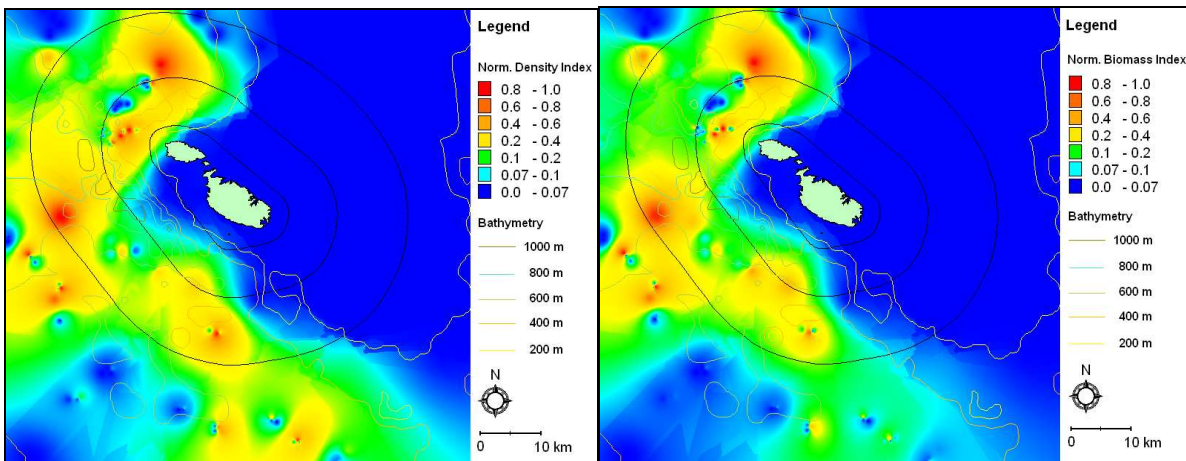 Legend
Norm. Density Index
0.8 - 1.0
0.6 - 0.8
0.4 - 0.6
0.2 - 0.4
0.1 - 0.2
0.07 - 0.1
0.0 - 0.07
Bathymetry
1000 m
800 m
600 m
400 m
200 m
N
0 10 km
Legend
Norm. Biomass Index
0.8 - 1.0
0.6 - 0.8
0.4 - 0.6
0.2 - 0.4
0.1 - 0.2
0.07 - 0.1
0.0 - 0.07
Bathymetry
1000 m
800 m
600 m
400 m
200 m
N
0 10 km